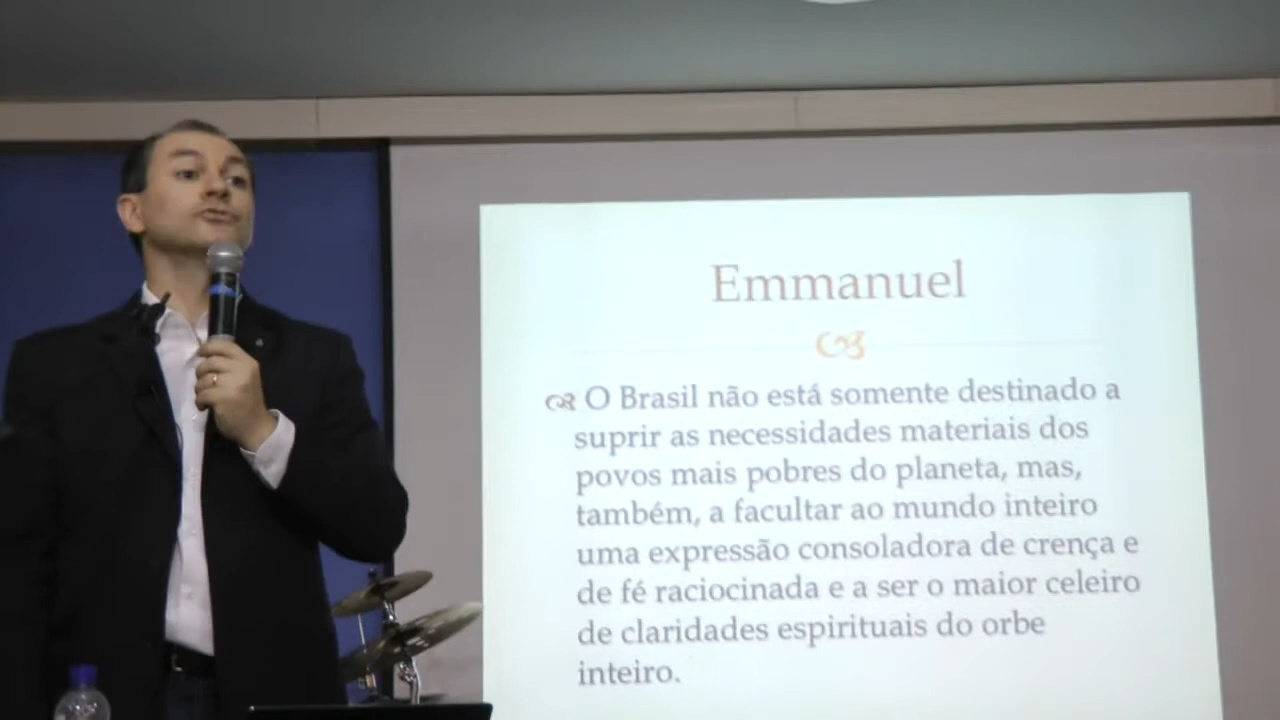 Emmanuel
O Brasil não está somente destinado a
suprir as necessidades materiais dos
povos mais pobres do planeta, mas,
também, a facultar ao mundo inteiro
uma expressão consoladora de crença e
de fé raciocinada e a ser o maior celeiro
de claridades espirituais do orbe
inteiro.